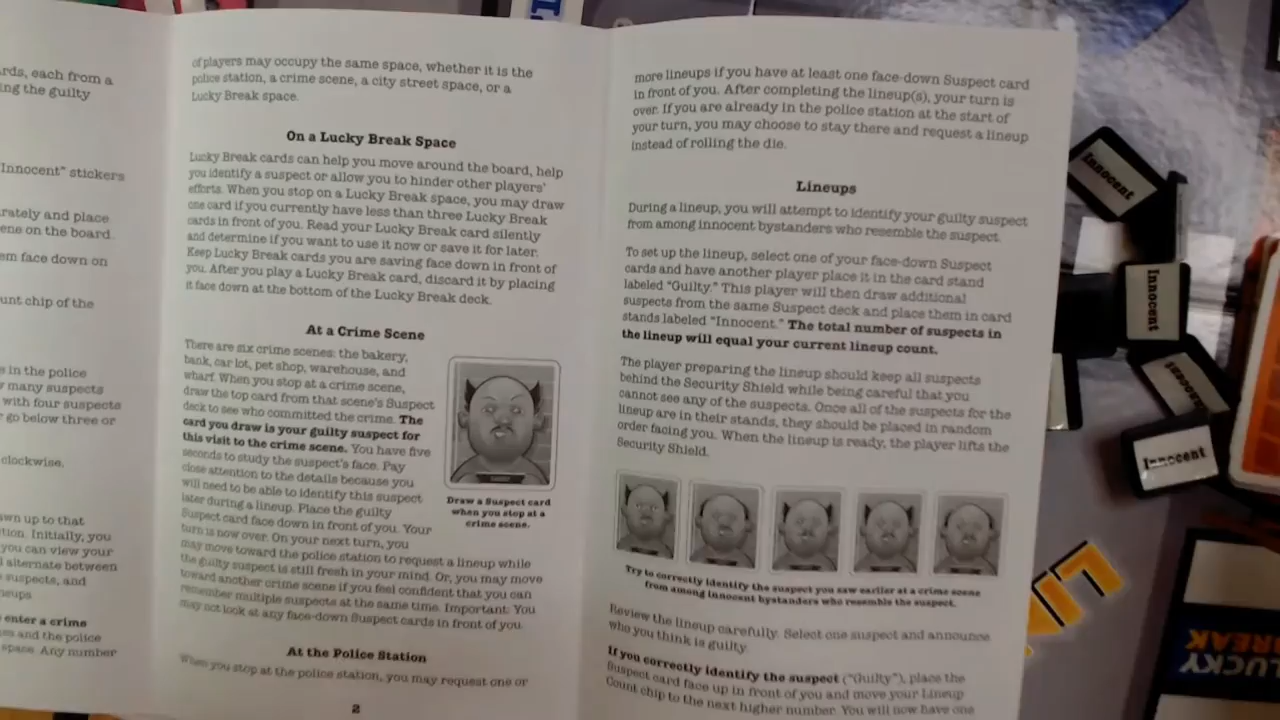 rds, each from a
ing the guilty
"Innocent" stickers
rately and place
ene on the board.
em face down on
unt chip of the
s in the police
many suspects
with four suspects
go below three or
clockwise.
awn up to that
tion. Initially, you
you can view your
alternate between
suspects, and
neups
enter a crime
es and the police
space. Any number
of players may occupy the same space, whether it is the
police station, a crime scene, a city street space, or a
Lucky Break space.
On a Lucky Break Space
Lucky Break cards can help you move around the board, help
you identify a suspect or allow you to hinder other players'
efforts. When you stop on a Lucky Break space, you may draw
one card if you currently have less than three Lucky Break
cards in front of you. Read your Lucky Break card silently
and determine if you want to use it now or save it for later.
Keep Lucky Break cards you are saving face down in front of
you. After you play a Lucky Break card, discard it by placing
it face down at the bottom of the Lucky Break deck.
At a Crime Scene
There are six crime scenes: the bakery,
bank, car lot, pet shop, warehouse, and
wharf. When you stop at a crime scene,
draw the top card from that scene's Suspect
deck to see who committed the crime. The
card you draw is your guilty suspect for
this visit to the crime scene. You have five
seconds to study the suspect's face. Pay
close attention to the details because you
will need to be able to identify this suspect
later during a lineup. Place the guilty
Suspect card face down in front of you. Your
turn is now over. On your next turn, you
may move toward the police station to request a lineup while
the guilty suspect is still fresh in your mind. Or, you may move
toward another crime scene if you feel confident that you can
remember multiple suspects at the same time. Important: You
may not look at any face-down Suspect cards in front of you.
Draw a Suspect card
when you stop at a
crime scene.
At the Police Station
When you stop at the police station, you may request one or
2
more lineups if you have at least one face-down Suspect card
in front of you. After completing the lineup(s), your turn is
over. If you are already in the police station at the start of
your turn, you may choose to stay there and request a lineup
instead of rolling the die.
Lineups
During a lineup, you will attempt to identify your guilty suspect
from among innocent bystanders who resemble the suspect.
To set up the lineup, select one of your face-down Suspect
cards and have another player place it in the card stand
labeled "Guilty." This player will then draw additional
suspects from the same Suspect deck and place them in card
stands labeled "Innocent." The total number of suspects in
the lineup will equal your current lineup count.
The player preparing the lineup should keep all suspects
behind the Security Shield while being careful that you
cannot see any of the suspects. Once all of the suspects for the
lineup are in their stands, they should be placed in random
order facing you. When the lineup is ready, the player lifts the
Security Shield.
Try to correctly identify the suspect you saw earlier at a crime scene
from among innocent bystanders who resemble the suspect.
Review the lineup carefully. Select one suspect and announce
who you think is guilty.
If you correctly identify the suspect ("Guilty"), place the
Suspect card face up in front of you and move your Lineup
Count chip to the next higher number. You will now have one
Innocent
Innocent
Innocent
Innocent
LUCKY
BREAK